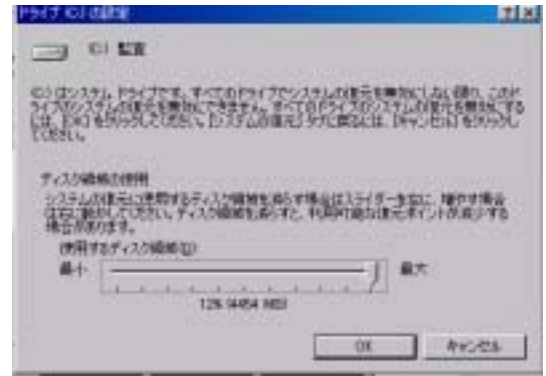 ドライブ (C:) の設定
(C:) 監査
(C:) はシステム ドライブです。すべてのドライブでシステムの復元を無効にしない限り、このド
ライブのシステムの復元を無効にできません。すべてのドライブのシステムの復元を無効にする
には、[OK] をクリックしてください。[システムの復元] タブに戻るには、[キャンセル] をクリックし
てください。
ディスク領域の使用
システムの復元に使用するディスク領域を減らす場合はスライダーを左に、増やす場合
は右に動かしてください。ディスク領域を減らすと、利用可能な復元ポイントが減少する
場合があります。
使用するディスク領域(D)
最小
最大
12% (4464 MB)
OK
キャンセル